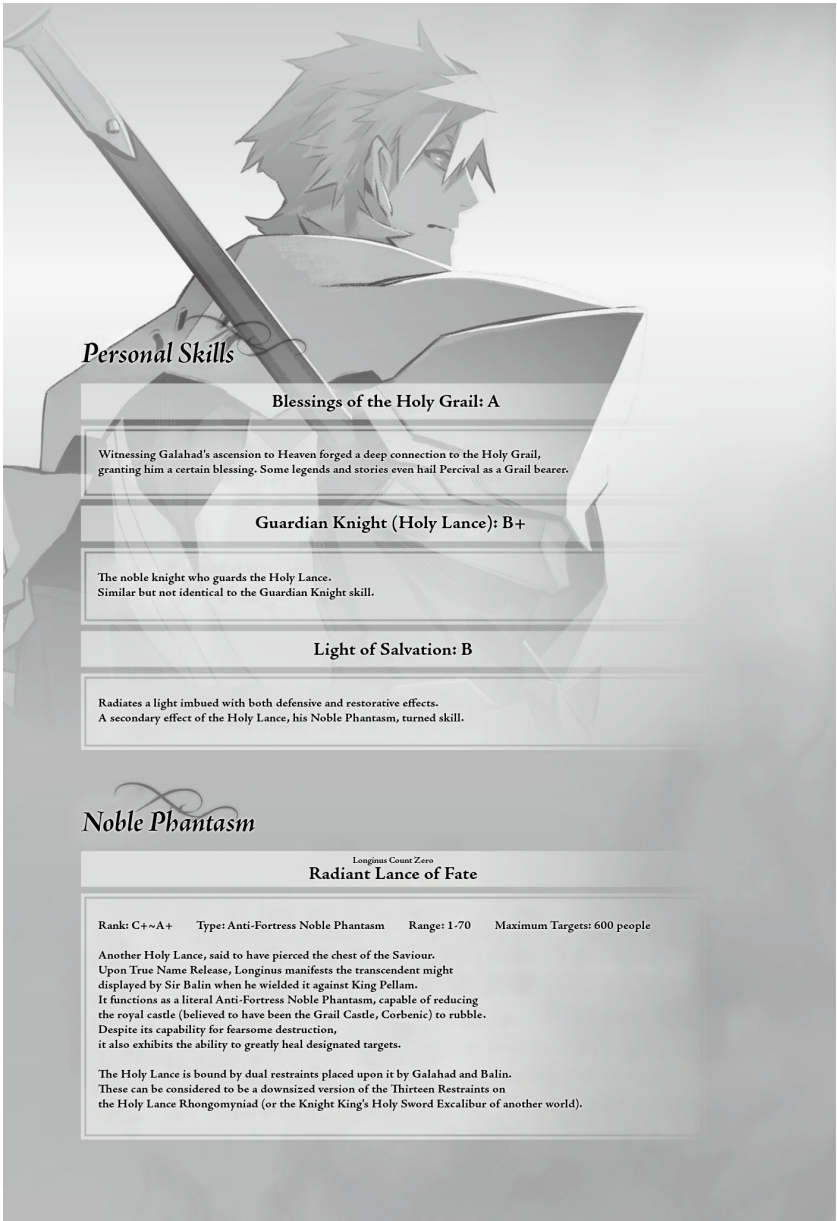 Personal Skills
Blessings of the Holy Grail: A
Witnessing Galahad's ascension to Heaven forged a deep connection to the Holy Grail,
granting him a certain blessing. Some legends and stories even hail Percival as a Grail bearer.
Guardian Knight (Holy Lance): B+
The noble knight who guards the Holy Lance.
Similar but not identical to the Guardian Knight skill.
Light of Salvation: B
Radiates a light imbued with both defensive and restorative effects.
A secondary effect of the Holy Lance, his Noble Phantasm, turned skill.
Noble Phantasm
Longinus Count Zero
Radiant Lance of Fate
Rank: C+~A+ Type: Anti-Fortress Noble Phantasm Range: 1-70 Maximum Targets: 600 people
Another Holy Lance, said to have pierced the chest of the Saviour.
Upon True Name Release, Longinus manifests the transcendent might
displayed by Sir Balin when he wielded it against King Pellam.
It functions as a literal Anti-Fortress Noble Phantasm, capable of reducing
the royal castle (believed to have been the Grail Castle, Corbenic) to rubble.
Despite its capability for fearsome destruction,
it also exhibits the ability to greatly heal designated targets.
The Holy Lance is bound by dual restraints placed upon it by Galahad and Balin.
These can be considered to be a downsized version of the Thirteen Restraints on
the Holy Lance Rhongomyniad (or the Knight King's Holy Sword Excalibur of another world).